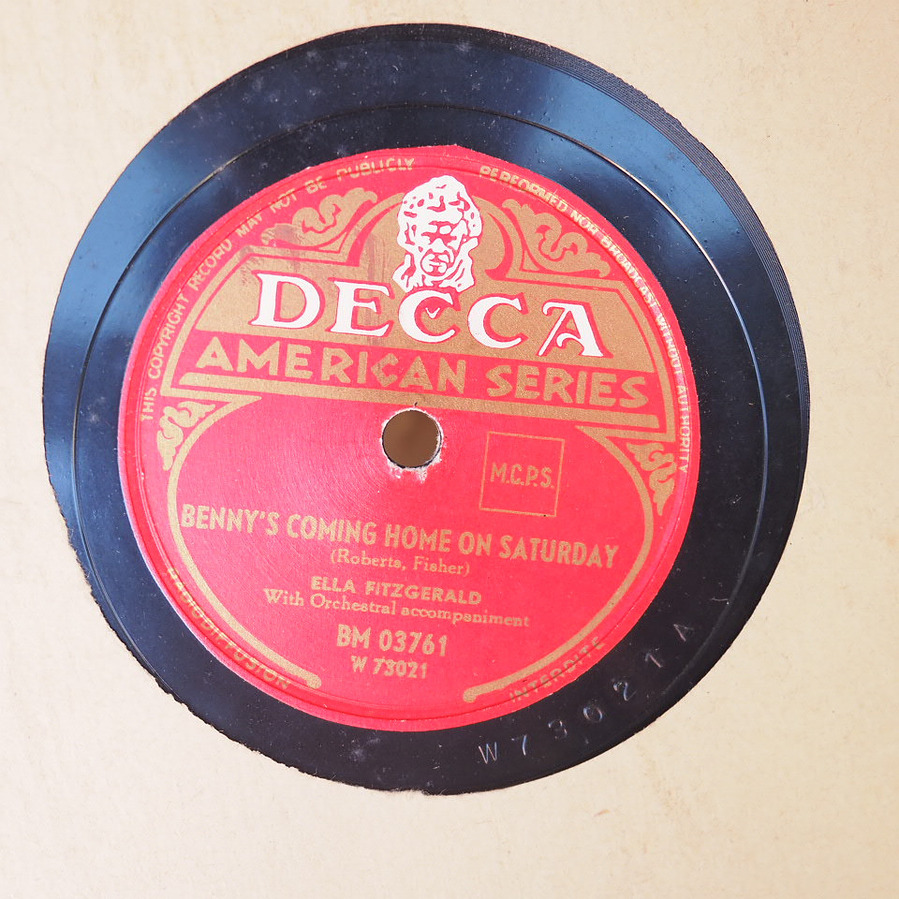 THIS COPYRIGHT RECORD MAY NOT BE PUBLICLY PERFORMED NOR BROADCAST WITHOUT AUTHORITY
DECCA
AMERICAN SERIES
M.C.P.S.
BENNY'S COMING HOME ON SATURDAY
(Roberts, Fisher)
ELLA FITZGERALD
With Orchestral accompaniment
BM 03761
W 73021
RADIODIFFUSION INTERDITE
W73021A